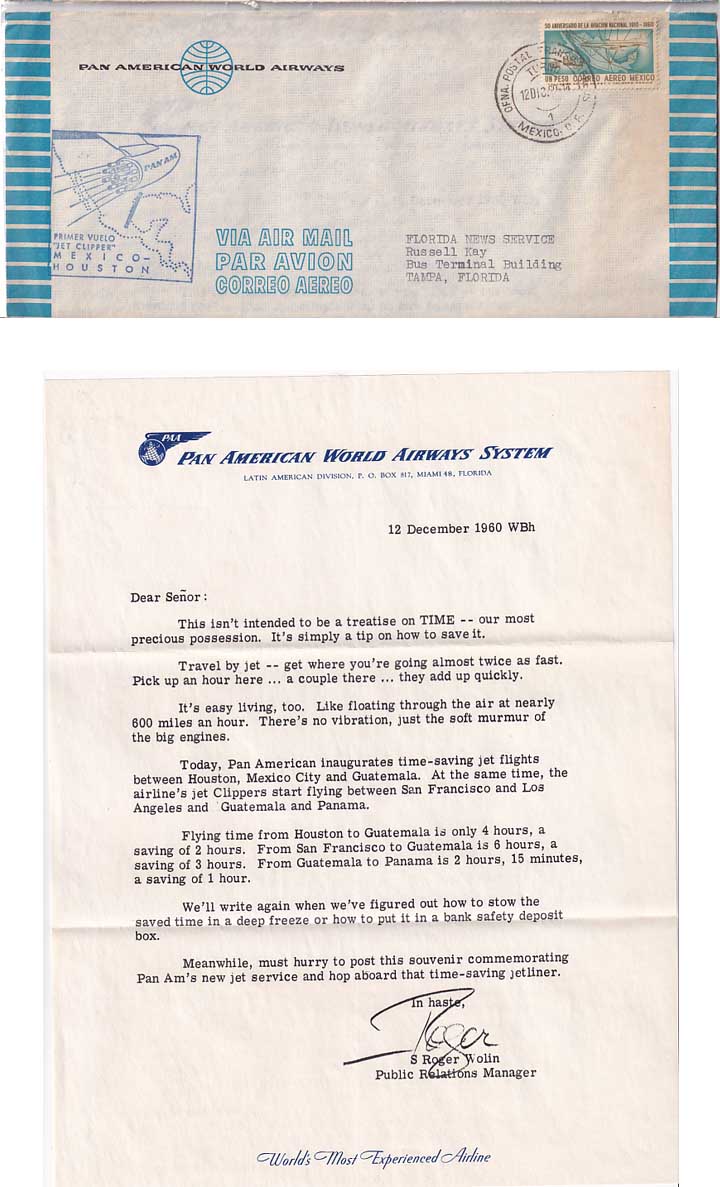 PAN AMERICAN WORLD AIRWAYS
50 ANIVERSARIO DE LA AVIACION NACIONAL 1910 - 1960
UN PESO CORREO AEREO MEXICO
OFNA. POSTAL
12 DIC.
1
MEXICO, D. F.
PAN AM
PRIMER VUELO
"JET CLIPPER"
MEXICO-
HOUSTON
VIA AIR MAIL
PAR AVION
CORREO AEREO
FLORIDA NEWS SERVICE
Russell Kay
Bus Terminal Building
TAMPA, FLORIDA
PAA
PAN AMERICAN WORLD AIRWAYS SYSTEM
LATIN AMERICAN DIVISION, P. O. BOX 817, MIAMI 48, FLORIDA
12 December 1960 WBh
Dear Señor :
This isn't intended to be a treatise on TIME -- our most
precious possession. It's simply a tip on how to save it.
Travel by jet -- get where you're going almost twice as fast.
Pick up an hour here ... a couple there ... they add up quickly.
It's easy living, too. Like floating through the air at nearly
600 miles an hour. There's no vibration, just the soft murmur of
the big engines.
Today, Pan American inaugurates time-saving jet flights
between Houston, Mexico City and Guatemala. At the same time, the
airline's jet Clippers start flying between San Francisco and Los
Angeles and Guatemala and Panama.
Flying time from Houston to Guatemala is only 4 hours, a
saving of 2 hours. From San Francisco to Guatemala is 6 hours, a
saving of 3 hours. From Guatemala to Panama is 2 hours, 15 minutes,
a saving of 1 hour.
We'll write again when we've figured out how to stow the
saved time in a deep freeze or how to put it in a bank safety deposit
box.
Meanwhile, must hurry to post this souvenir commemorating
Pan Am's new jet service and hop aboard that time-saving jetliner.
In haste,
Roger
S Roger Wolin
Public Relations Manager
World's Most Experienced Airline